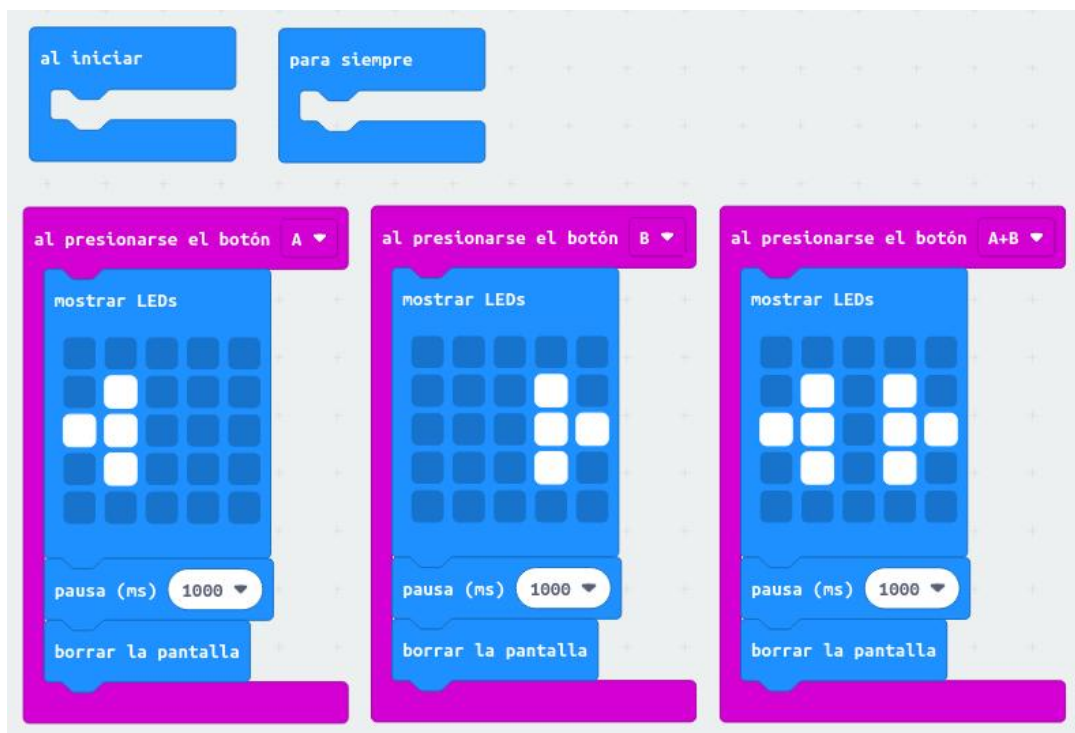 al iniciar
para siempre
al presionarse el botón A
mostrar LEDs
pausa (ms) 1000
borrar la pantalla
al presionarse el botón B
mostrar LEDs
pausa (ms) 1000
borrar la pantalla
al presionarse el botón A+B
mostrar LEDs
pausa (ms) 1000
borrar la pantalla